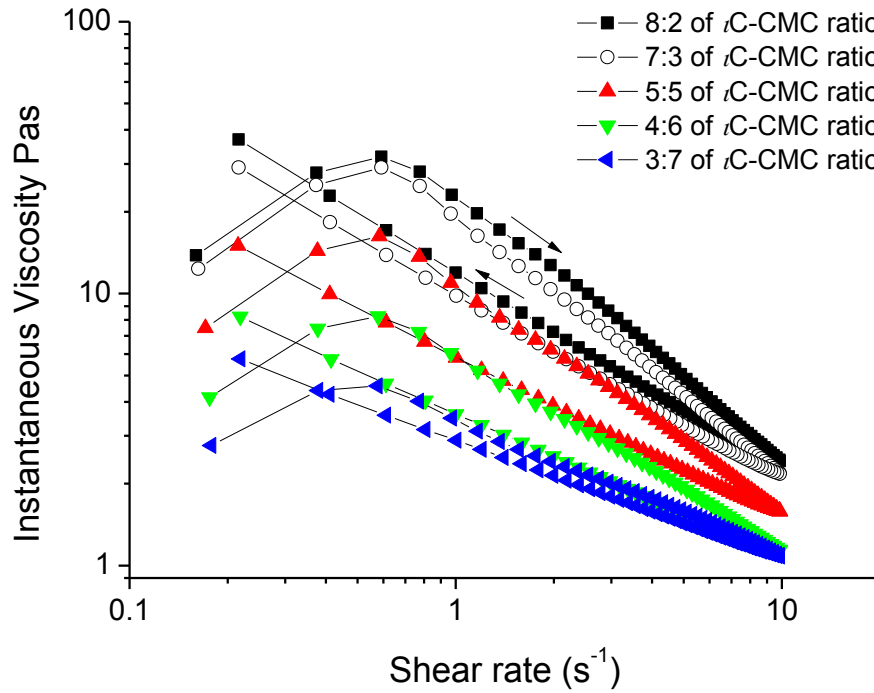 100
10
1
Instantaneous Viscosity Pas
8:2 of ιC-CMC ratio
7:3 of ιC-CMC ratio
5:5 of ιC-CMC ratio
4:6 of ιC-CMC ratio
3:7 of ιC-CMC ratio
0.1 1 10
Shear rate (s⁻¹)